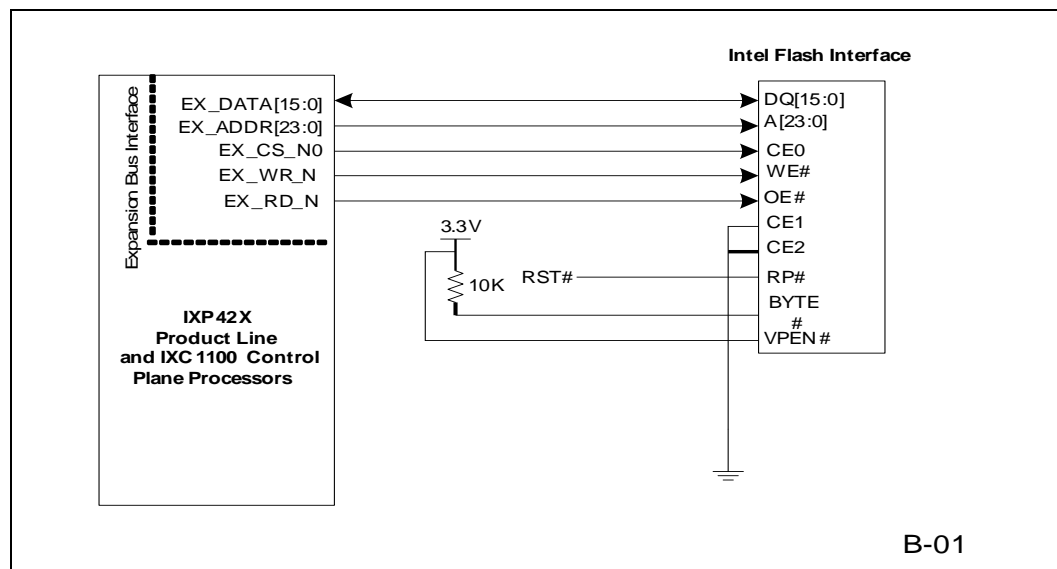 Intel Flash Interface
Expansion Bus Interface
EX_DATA[15:0]
EX_ADDR[23:0]
EX_CS_N0
EX_WR_N
EX_RD_N
DQ[15:0]
A[23:0]
CE0
WE#
OE#
CE1
CE2
RP#
BYTE
#
VPEN#
3.3V
10K
RST#
IXP42X
Product Line
and IXC1100 Control
Plane Processors
B-01